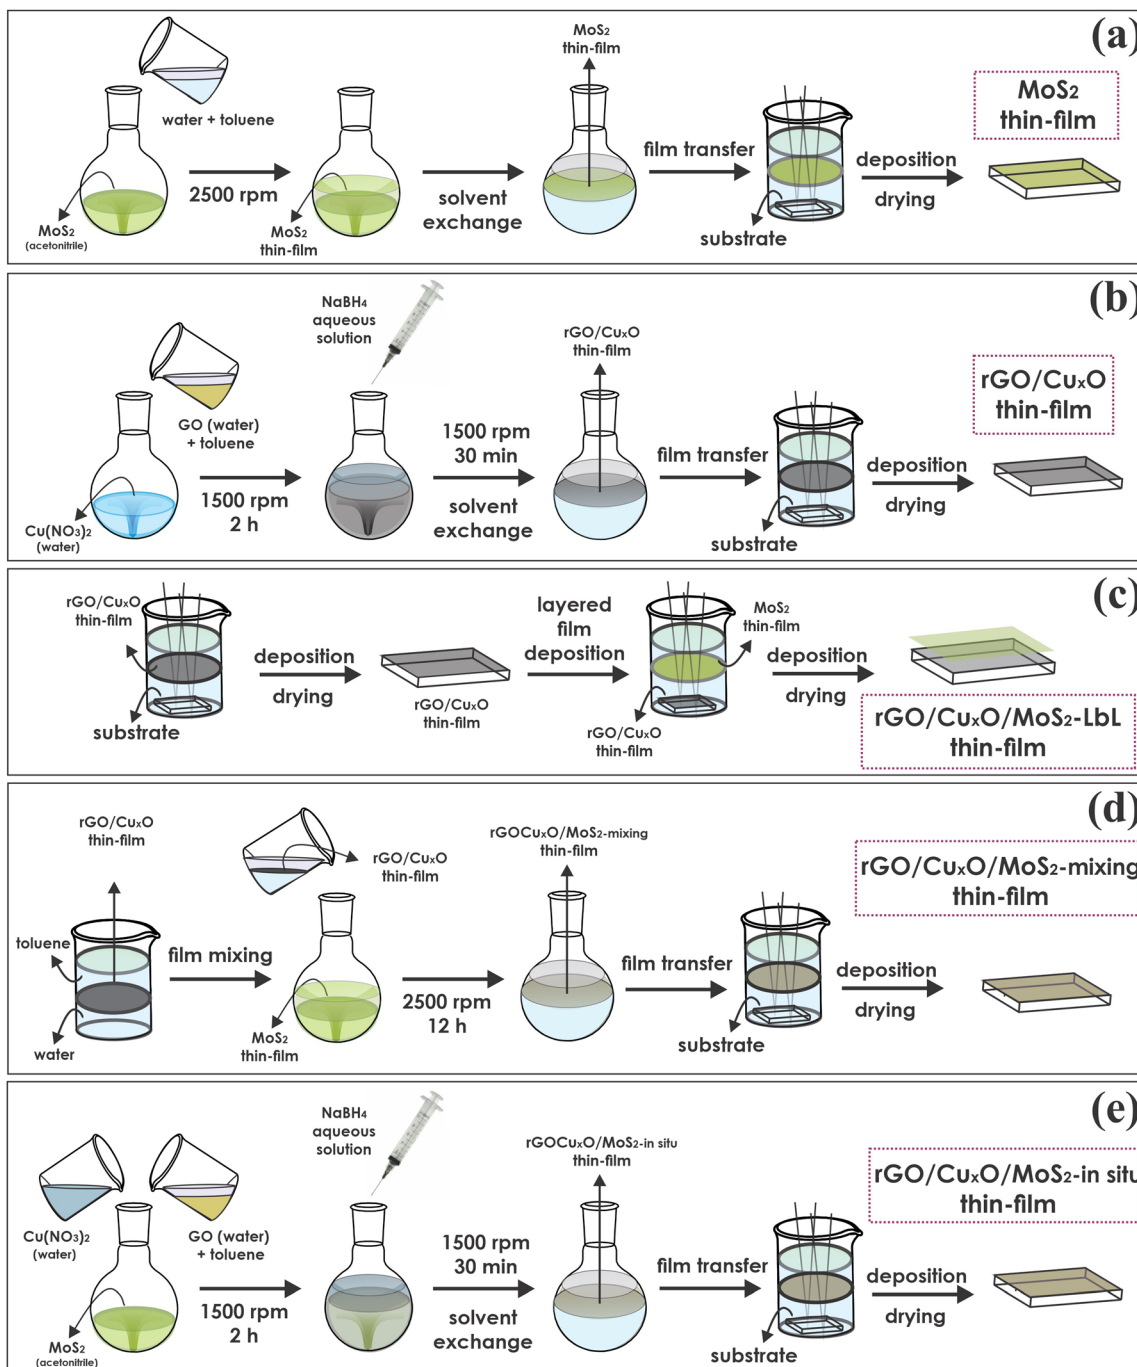 (a)
MoS₂
thin-film
water + toluene
2500 rpm
MoS₂
(acetonitrile)
MoS₂
thin-film
solvent
exchange
film transfer
substrate
deposition
drying
MoS₂
thin-film
(b)
NaBH₄
aqueous
solution
rGO/CuₓO
thin-film
GO (water)
+ toluene
1500 rpm
2 h
Cu(NO₃)₂
(water)
1500 rpm
30 min
solvent
exchange
film transfer
substrate
deposition
drying
rGO/CuₓO
thin-film
(c)
rGO/CuₓO
thin-film
substrate
deposition
drying
rGO/CuₓO
thin-film
layered
film
deposition
MoS₂
thin-film
rGO/CuₓO
thin-film
deposition
drying
rGO/CuₓO/MoS₂-LbL
thin-film
(d)
rGO/CuₓO
thin-film
toluene
water
film mixing
rGO/CuₓO
thin-film
MoS₂
thin-film
2500 rpm
12 h
rGOCuₓO/MoS₂-mixing
thin-film
film transfer
substrate
deposition
drying
rGO/CuₓO/MoS₂-mixing
thin-film
(e)
NaBH₄
aqueous
solution
Cu(NO₃)₂
(water)
GO (water)
+ toluene
MoS₂
(acetonitrile)
1500 rpm
2 h
1500 rpm
30 min
solvent
exchange
rGOCuₓO/MoS₂-in situ
thin-film
film transfer
substrate
deposition
drying
rGO/CuₓO/MoS₂-in situ
thin-film